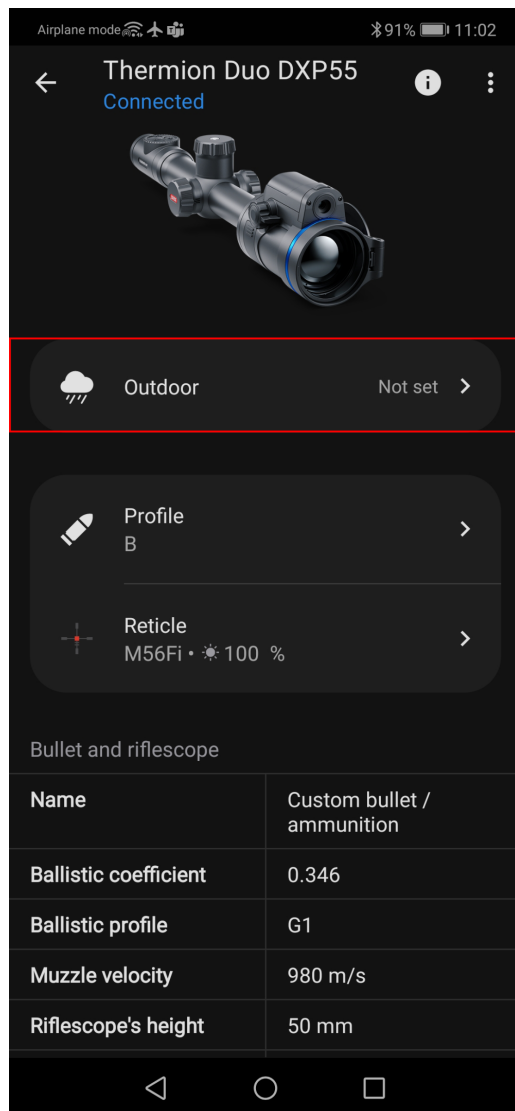 Airplane mode 91% 11:02
Thermion Duo DXP55
Connected
Outdoor Not set
Profile
B
Reticle
M56Fi • 100 %
Bullet and riflescope
Name Custom bullet /
ammunition
Ballistic coefficient 0.346
Ballistic profile G1
Muzzle velocity 980 m/s
Riflescope's height 50 mm